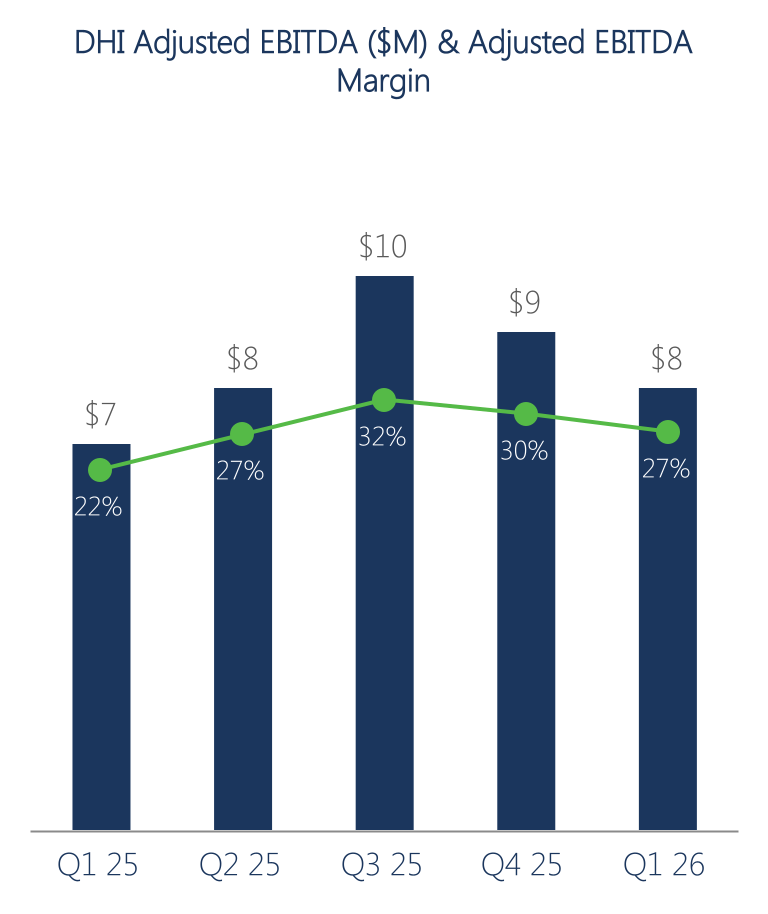 DHI Adjusted EBITDA ($M) & Adjusted EBITDA
Margin
$10
$9
$8
$8
$7
32%
30%
27%
27%
22%
Q1 25
Q2 25
Q3 25
Q4 25
Q1 26